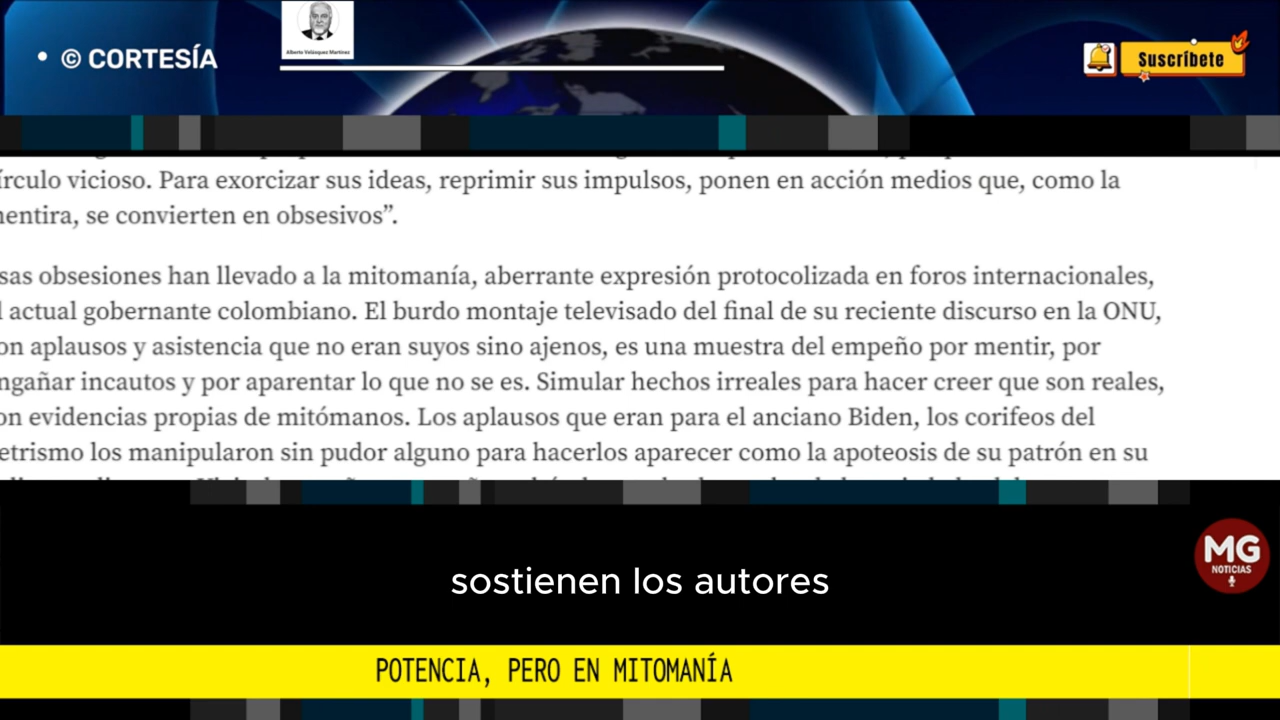 • © CORTESÍA
Alberto Velásquez Martínez
Suscríbete
írculo vicioso. Para exorcizar sus ideas, reprimir sus impulsos, ponen en acción medios que, como la
mentira, se convierten en obsesivos”.
sas obsesiones han llevado a la mitomanía, aberrante expresión protocolizada en foros internacionales,
l actual gobernante colombiano. El burdo montaje televisado del final de su reciente discurso en la ONU,
on aplausos y asistencia que no eran suyos sino ajenos, es una muestra del empeño por mentir, por
ngañar incautos y por aparentar lo que no se es. Simular hechos irreales para hacer creer que son reales,
on evidencias propias de mitómanos. Los aplausos que eran para el anciano Biden, los corifeos del
etrismo los manipularon sin pudor alguno para hacerlos aparecer como la apoteosis de su patrón en su
MG
NOTICIAS
sostienen los autores
POTENCIA, PERO EN MITOMANÍA